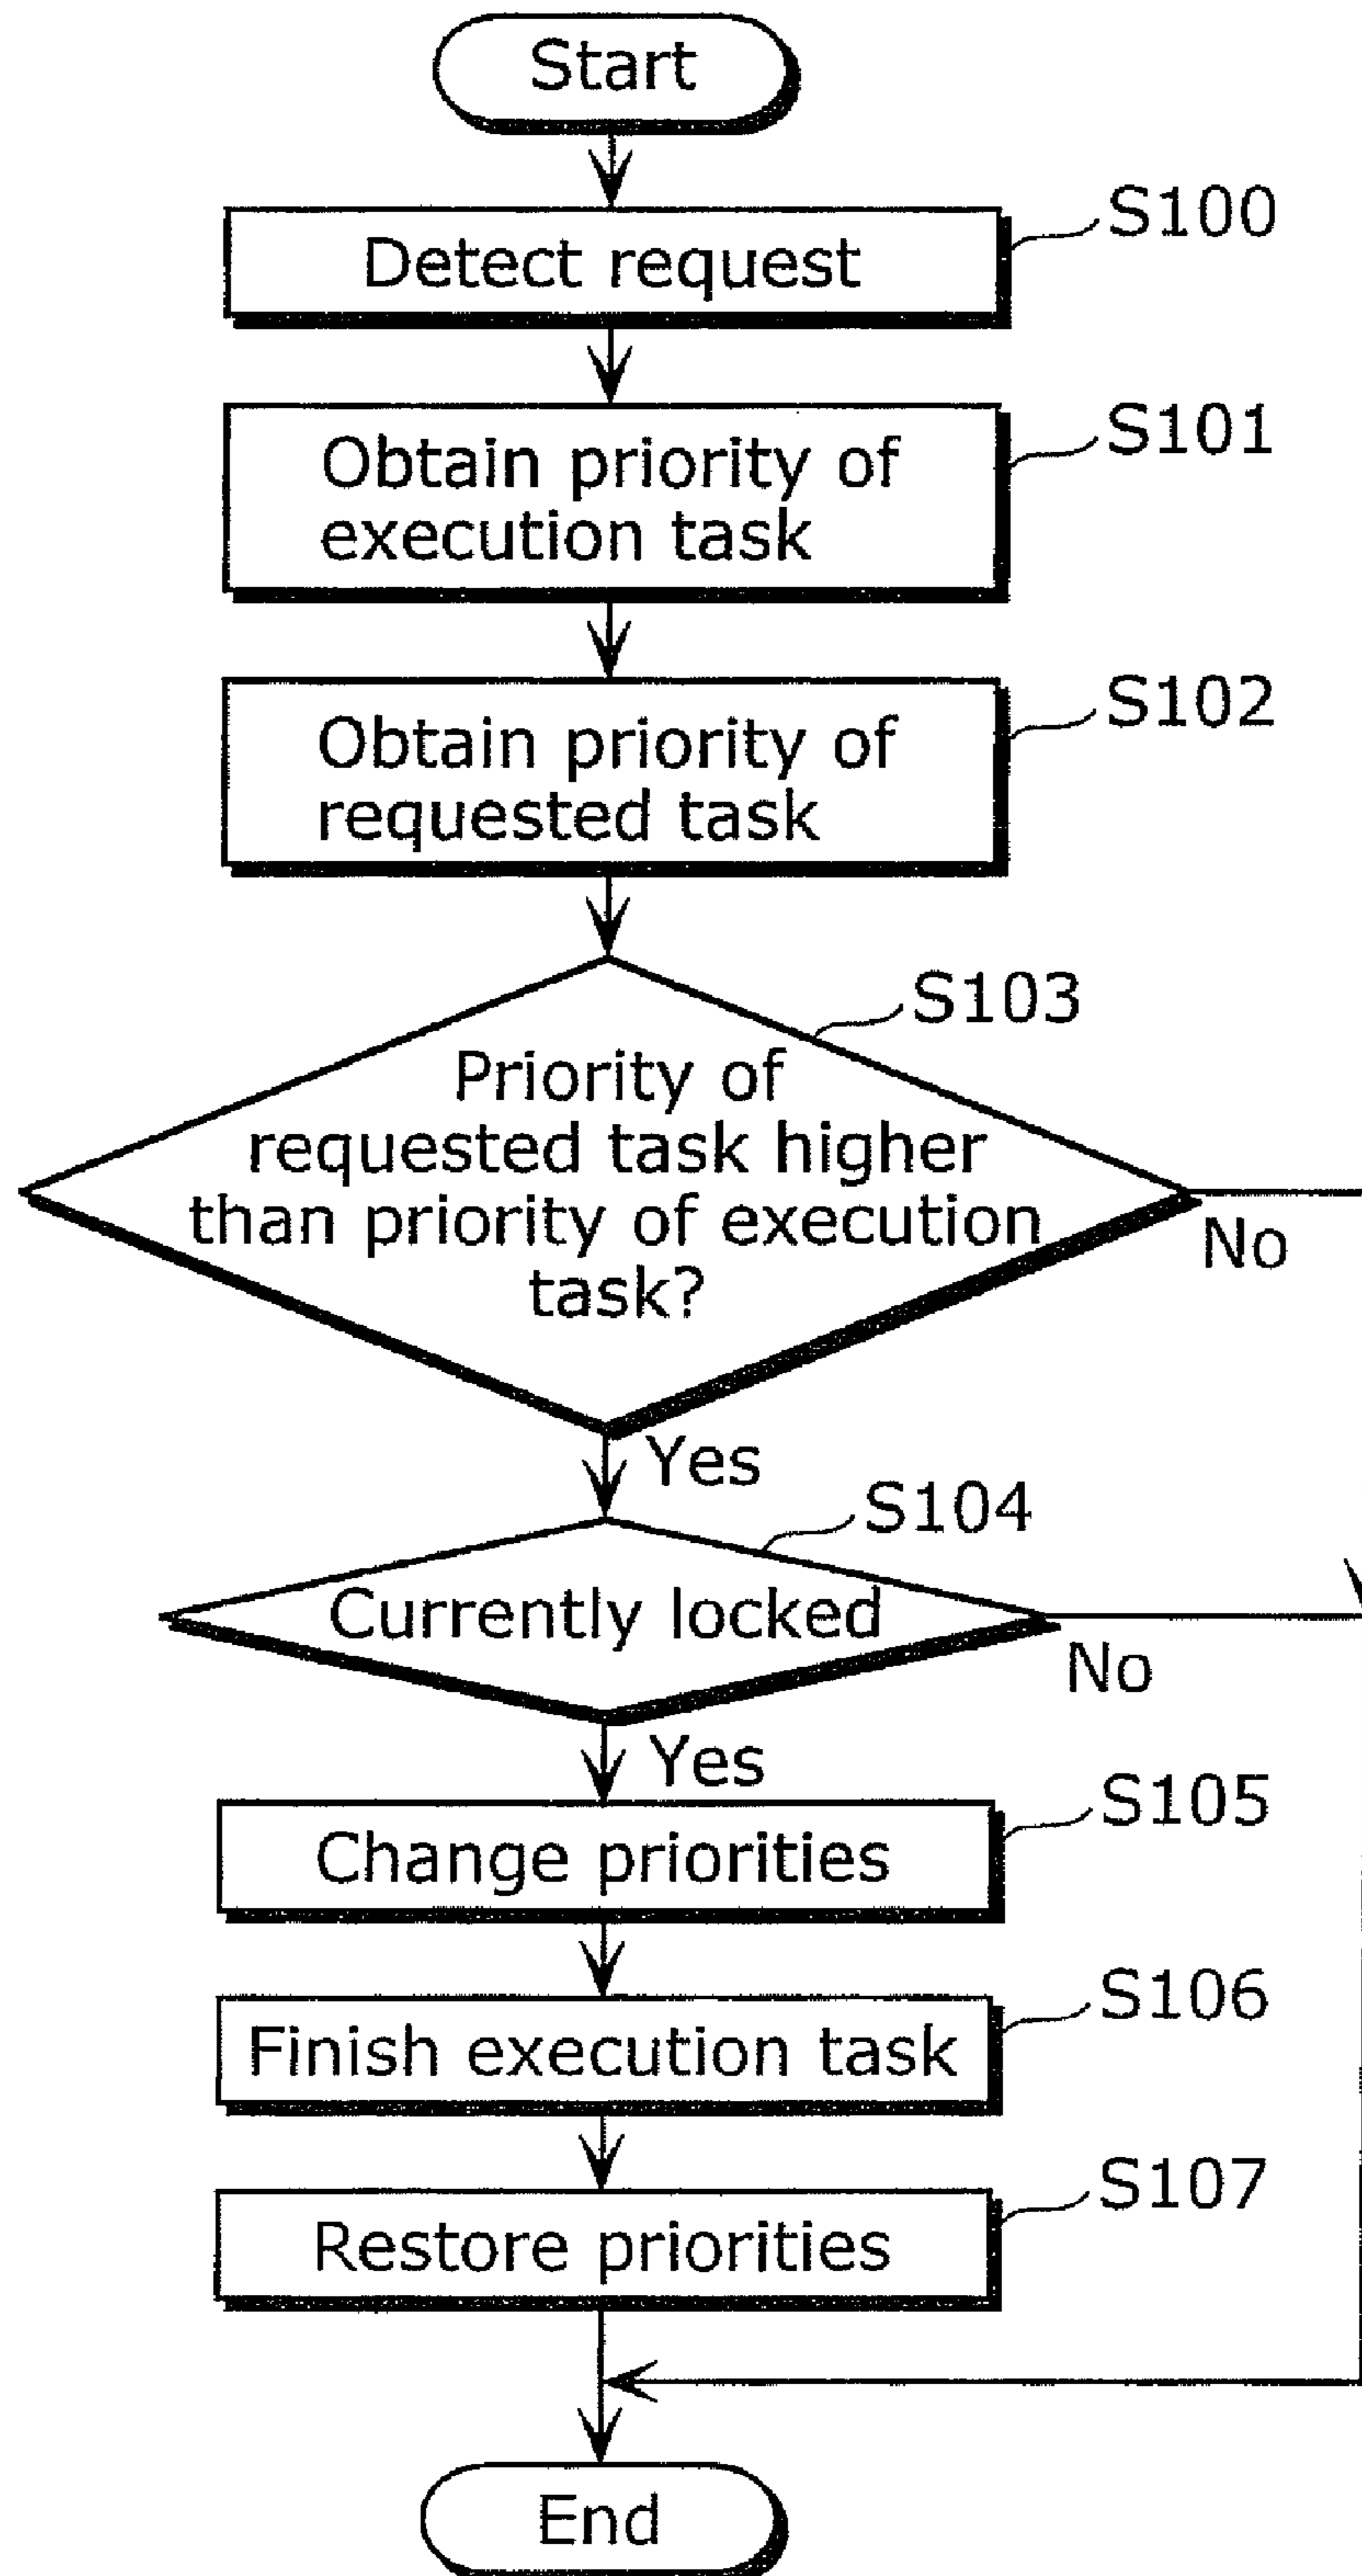 Start
Detect request
S100
Obtain priority of
execution task
S101
Obtain priority of
requested task
S102
S103
Priority of
requested task higher
than priority of execution
task?
No
Yes
S104
Currently locked
No
Yes
S105
Change priorities
S106
Finish execution task
S107
Restore priorities
End